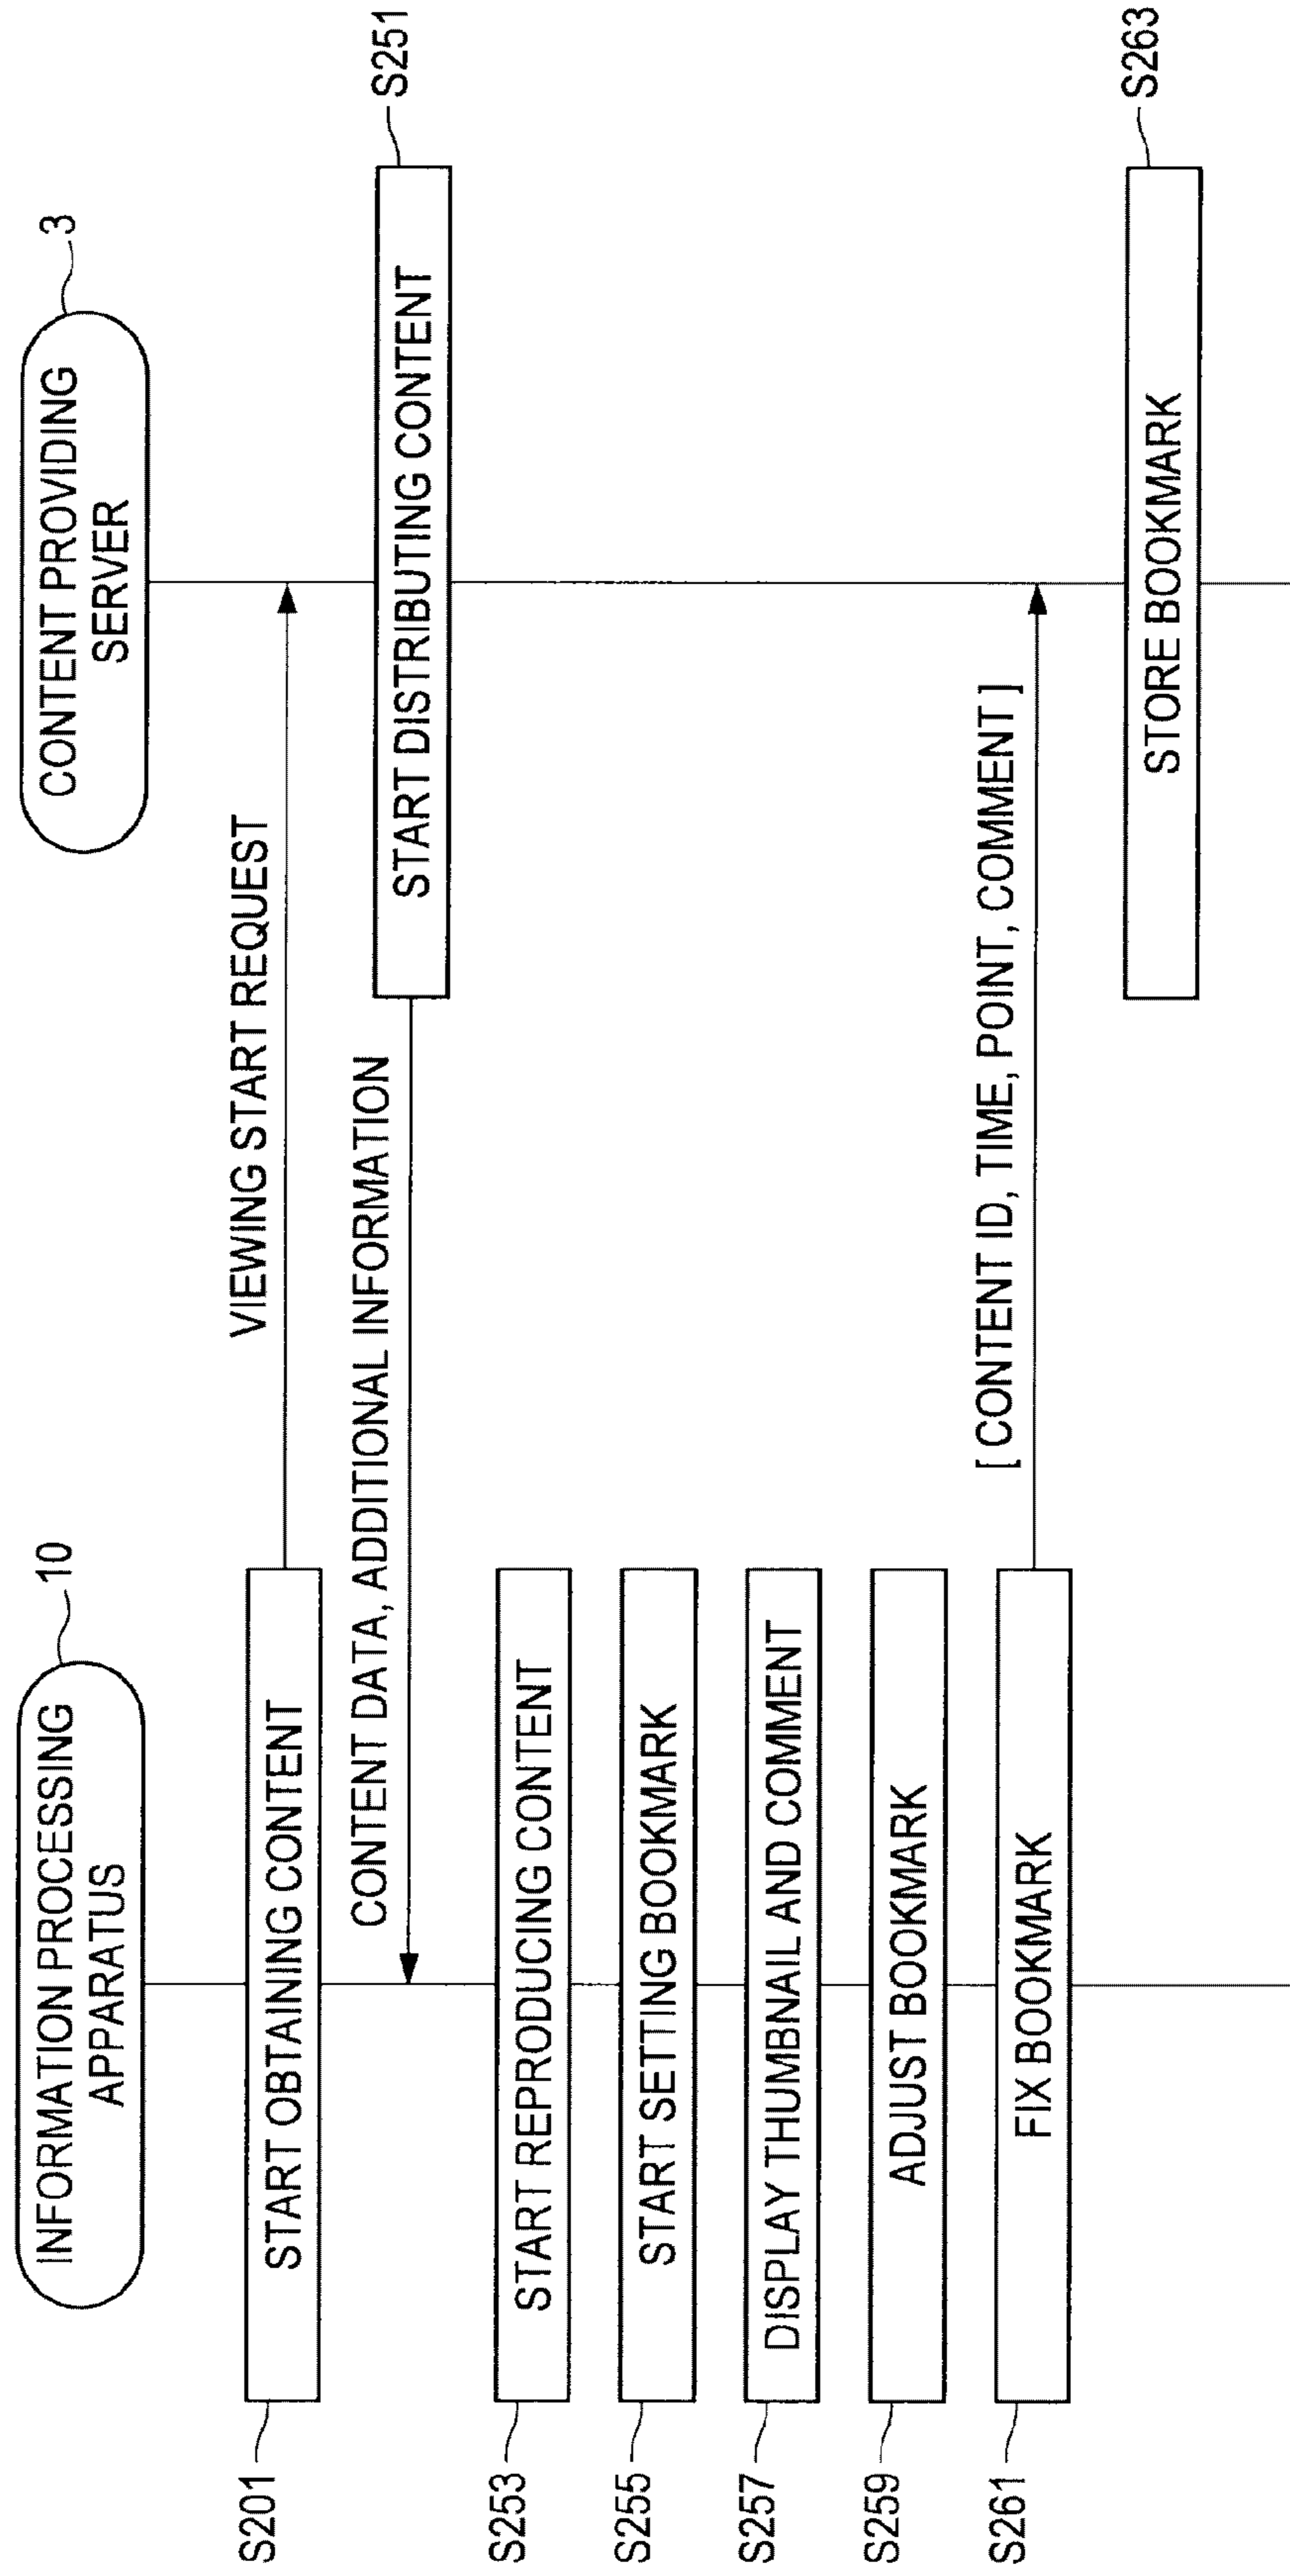 INFORMATION PROCESSING
APPARATUS
10
CONTENT PROVIDING
SERVER
3
S201
START OBTAINING CONTENT
VIEWING START REQUEST
START DISTRIBUTING CONTENT
S251
CONTENT DATA, ADDITIONAL INFORMATION
S253
START REPRODUCING CONTENT
S255
START SETTING BOOKMARK
S257
DISPLAY THUMBNAIL AND COMMENT
S259
ADJUST BOOKMARK
S261
FIX BOOKMARK
[ CONTENT ID, TIME, POINT, COMMENT ]
STORE BOOKMARK
S263